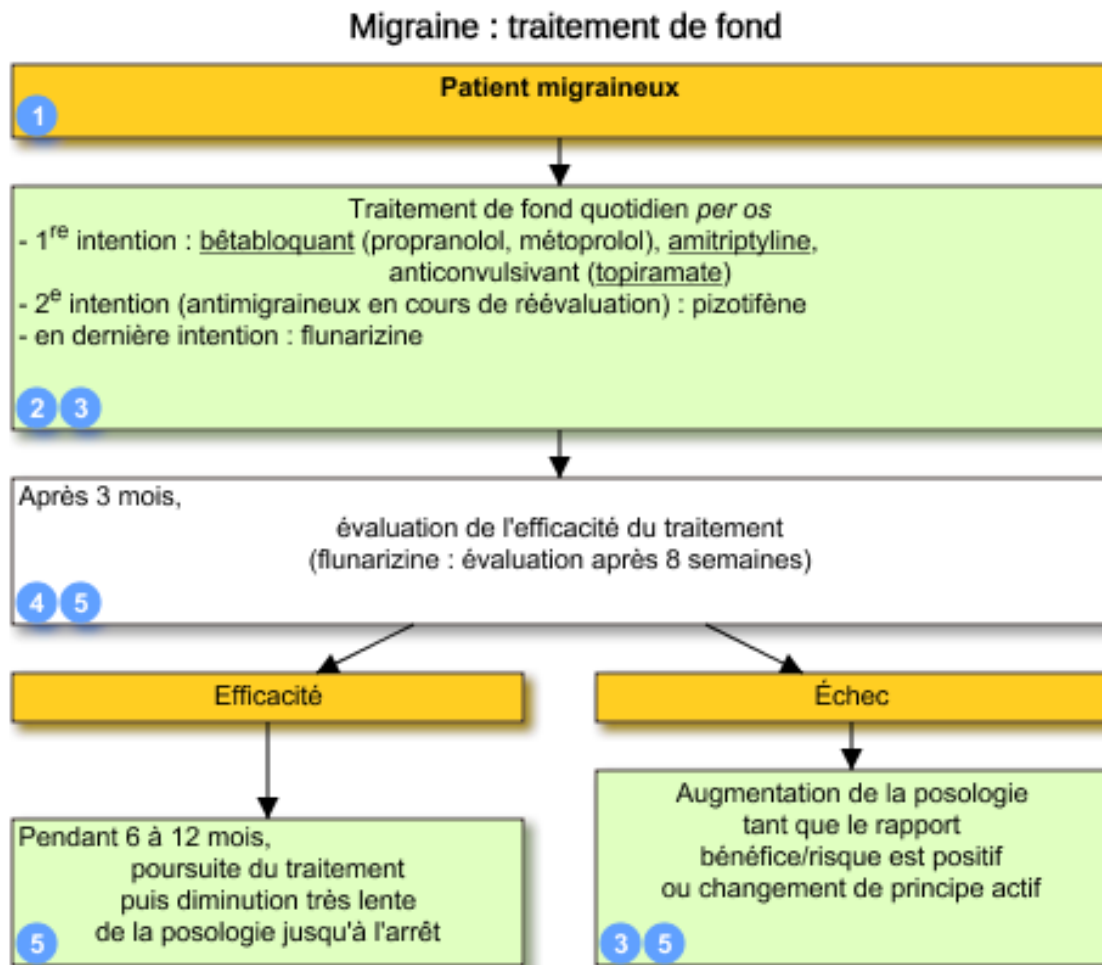 Migraine : traitement de fond
Patient migraineux
1
Traitement de fond quotidien per os
- 1re intention : bêtabloquant (propranolol, métoprolol), amitriptyline,
anticonvulsivant (topiramate)
- 2e intention (antimigraineux en cours de réévaluation) : pizotifène
- en dernière intention : flunarizine
2 3
Après 3 mois,
évaluation de l'efficacité du traitement
(flunarizine : évaluation après 8 semaines)
4 5
Efficacité
Pendant 6 à 12 mois,
poursuite du traitement
puis diminution très lente
de la posologie jusqu'à l'arrêt
5
Échec
Augmentation de la posologie
tant que le rapport
bénéfice/risque est positif
ou changement de principe actif
3 5